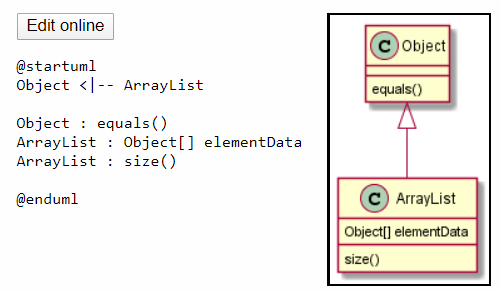 Edit online
@startuml
Object <|-- ArrayList
Object : equals()
ArrayList : Object[] elementData
ArrayList : size()
@enduml
C Object
equals()
C ArrayList
Object[] elementData
size()